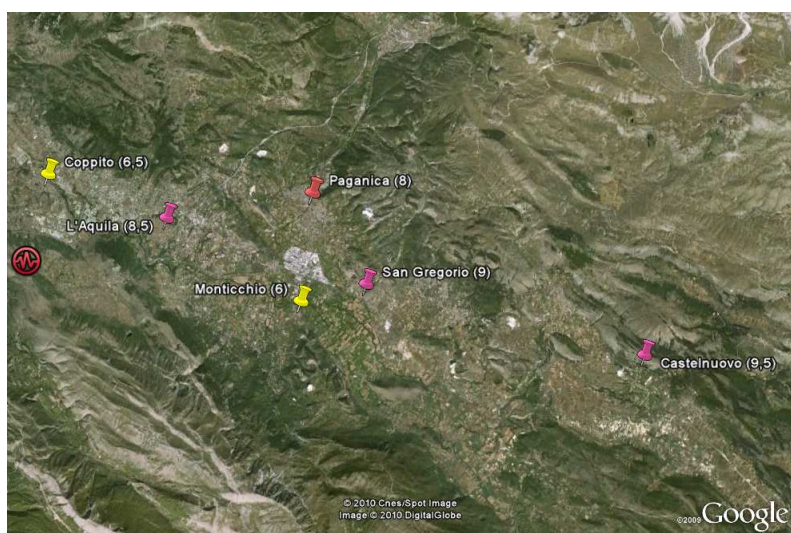 Coppito (6,5)
Paganica (8)
L'Aquila (8,5)
San Gregorio (9)
Monticchio (6)
Castelnuovo (9,5)
© 2010 Cnes/Spot Image
Image © 2010 DigitalGlobe
©2009 Google